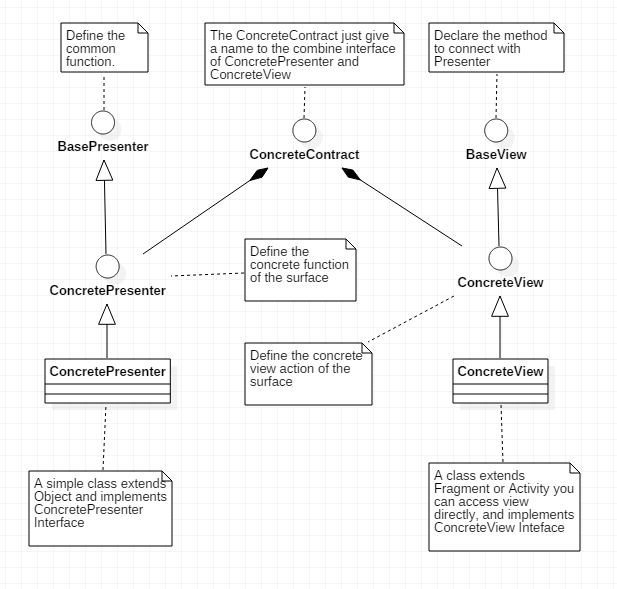 Define the
common
function.
The ConcreteContract just give
a name to the combine interface
of ConcretePresenter and
ConcreteView
Declare the method
to connect with
Presenter
BasePresenter
ConcreteContract
BaseView
Define the
concrete function
of the surface
ConcretePresenter
ConcreteView
Define the concrete
view action of the
surface
ConcretePresenter
ConcreteView
A simple class extends
Object and implements
ConcretePresenter
Interface
A class extends
Fragment or Activity you
can access view
directly, and implements
ConcreteView Inteface